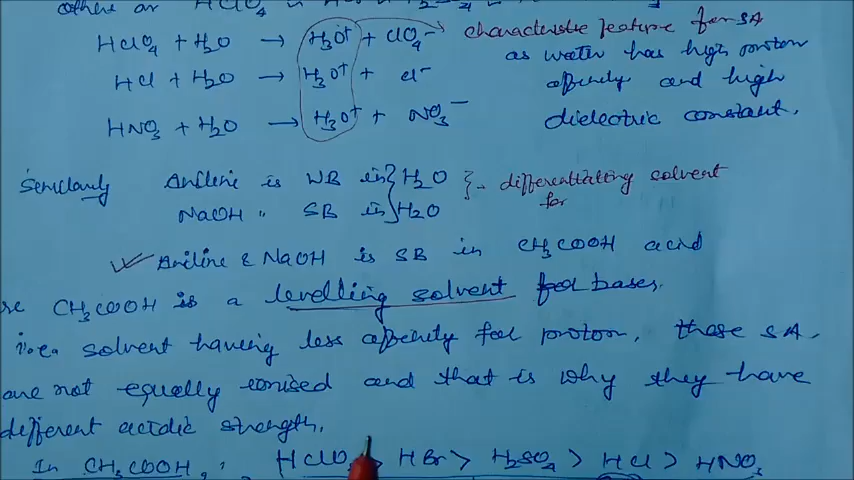 HClO₄
HClO₄ + H₂O → H₃O⁺ + ClO₄⁻ → characteristic feature for SA
as water has high proton
HCl + H₂O → H₃O⁺ + Cl⁻ affinity and high
HNO₃ + H₂O → H₃O⁺ + NO₃⁻ dielectric constant.
Similarly Aniline is WB in H₂O } - differentiating solvent
for
NaOH " SB in H₂O
✓ Aniline & NaOH is SB in CH₃COOH acid
CH₃COOH is a levelling solvent for bases.
i.e. solvent having less affinity for proton, these SA.
are not equally ionised and that is why they have
different acidic strength.
In CH₃COOH, : HClO > HBr > H₂SO₄ > HCl > HNO₃